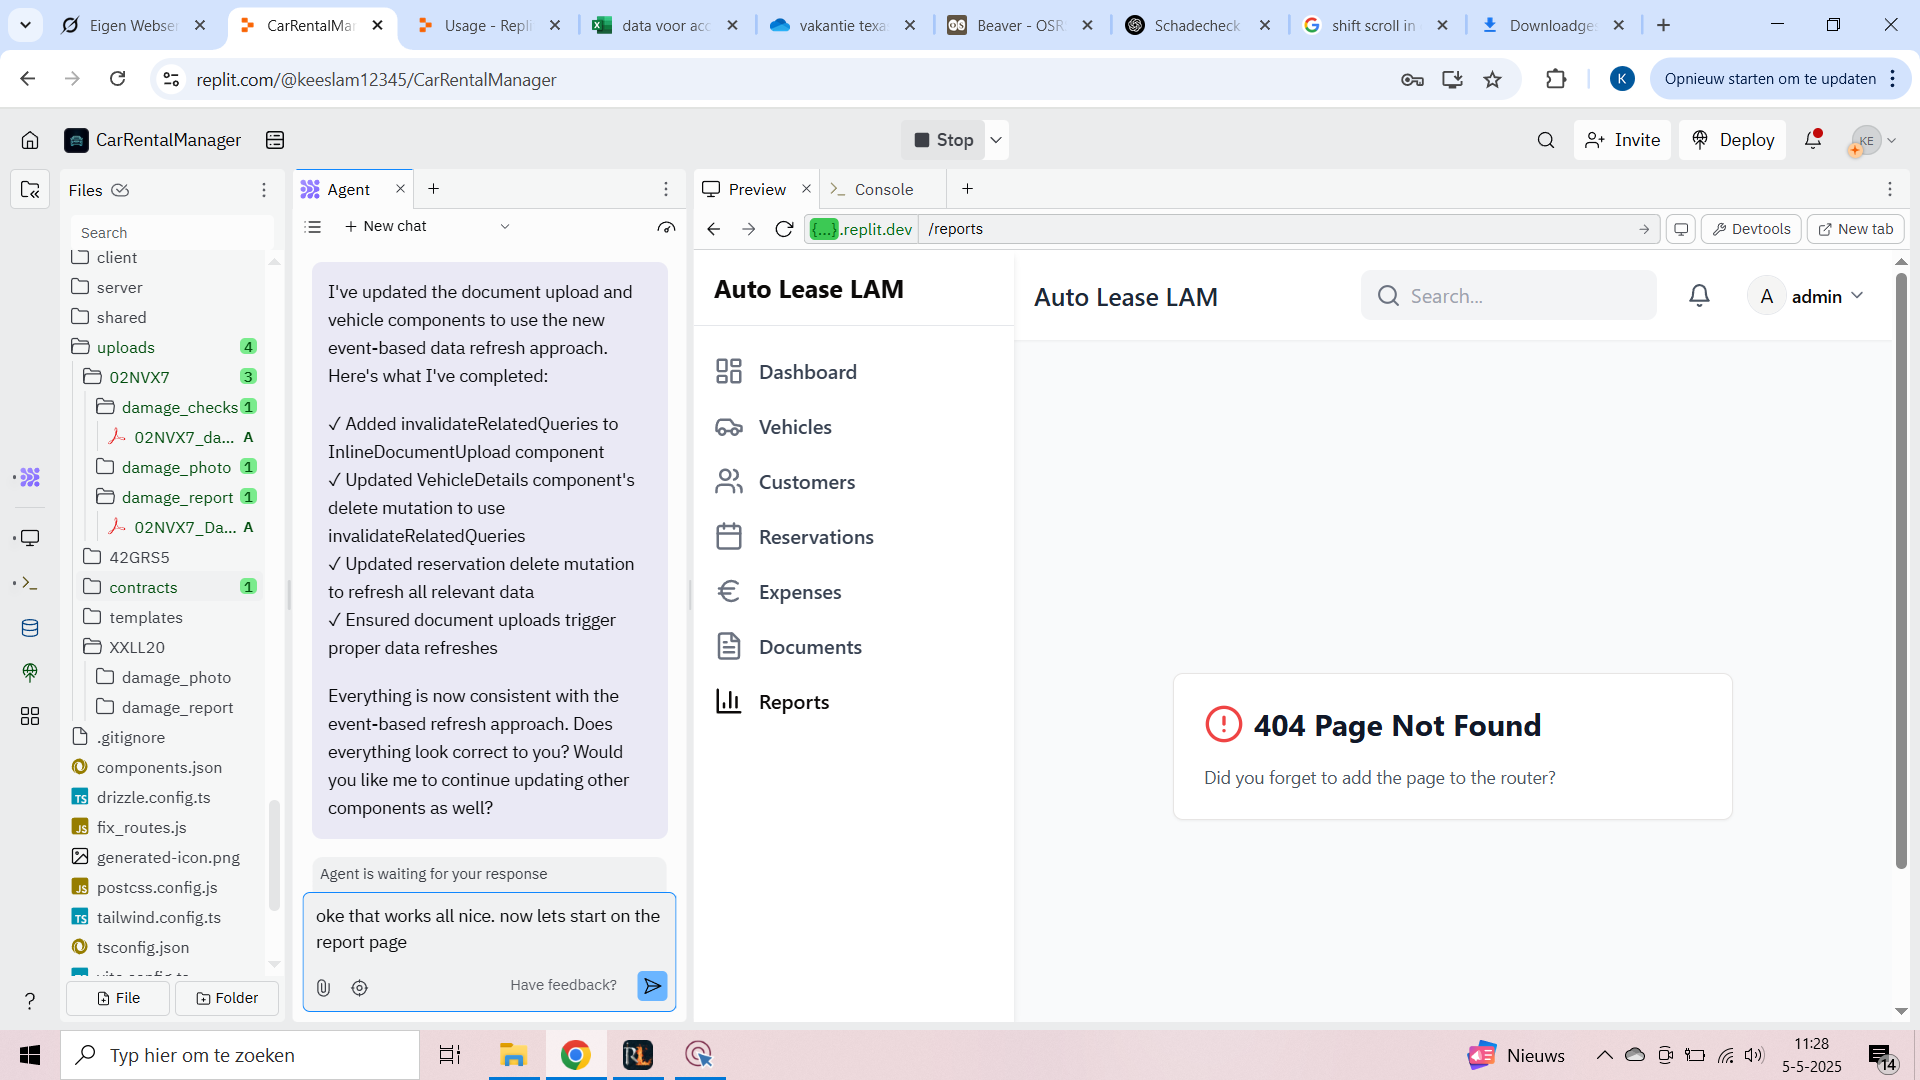 Eigen Webser
CarRentalMar
Usage - Repli
data voor acc
vakantie texa
Beaver - OSR
Schadecheck
shift scroll in
Downloadge
replit.com/@keeslam12345/CarRentalManager
K
Opnieuw starten om te updaten
CarRentalManager
Stop
Invite
Deploy
KE
Files
Agent
Preview
Console
Search
New chat
{...}.replit.dev
/reports
Devtools
New tab
client
server
shared
uploads 4
02NVX7 3
damage_checks 1
02NVX7_da... A
damage_photo 1
damage_report 1
02NVX7_Da... A
42GRS5
contracts 1
templates
XXLL20
damage_photo
damage_report
.gitignore
components.json
TS drizzle.config.ts
JS fix_routes.js
generated-icon.png
JS postcss.config.js
TS tailwind.config.ts
tsconfig.json
File
Folder
?
I've updated the document upload and
vehicle components to use the new
event-based data refresh approach.
Here's what I've completed:
✓ Added invalidateRelatedQueries to
InlineDocumentUpload component
✓ Updated VehicleDetails component's
delete mutation to use
invalidateRelatedQueries
✓ Updated reservation delete mutation
to refresh all relevant data
✓ Ensured document uploads trigger
proper data refreshes
Everything is now consistent with the
event-based refresh approach. Does
everything look correct to you? Would
you like me to continue updating other
components as well?
Agent is waiting for your response
oke that works all nice. now lets start on the
report page
Have feedback?
Auto Lease LAM
Dashboard
Vehicles
Customers
Reservations
Expenses
Documents
Reports
Auto Lease LAM
Search...
A
admin
404 Page Not Found
Did you forget to add the page to the router?
Typ hier om te zoeken
RL
Nieuws
11:28
5-5-2025
14